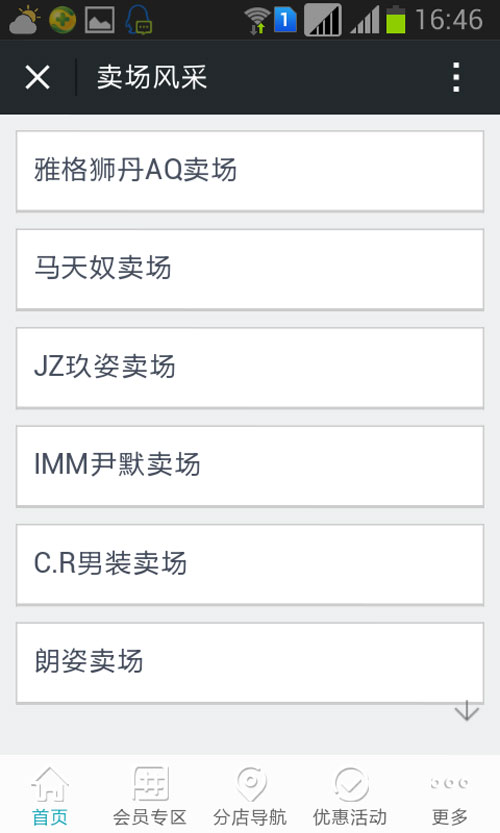 1 16:46
卖场风采
雅格狮丹AQ卖场
马天奴卖场
JZ玖姿卖场
IMM尹默卖场
C.R男装卖场
朗姿卖场
首页 会员专区 分店导航 优惠活动 更多